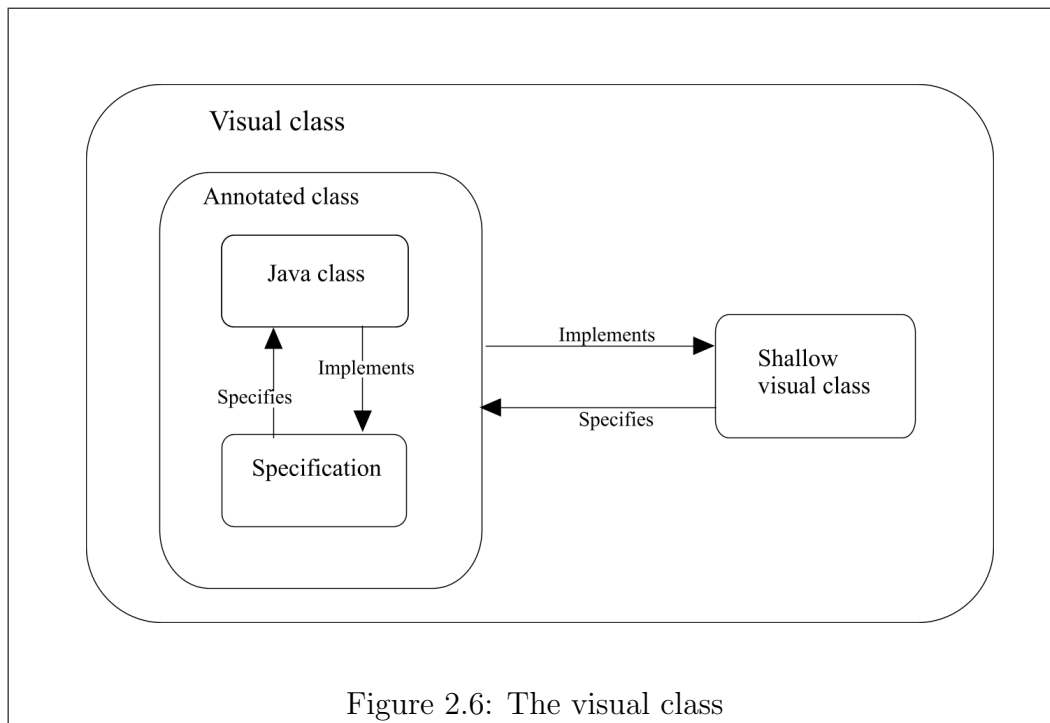 Visual class
Annotated class
Java class
Implements
Specifies
Specification
Implements
Specifies
Shallow
visual class
Figure 2.6: The visual class